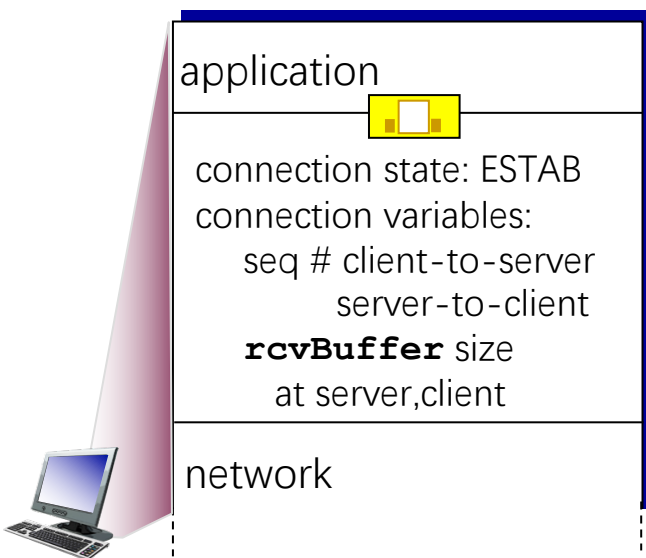 application
connection state: ESTAB
connection variables:
seq # client-to-server
server-to-client
rcvBuffer size
at server,client
network